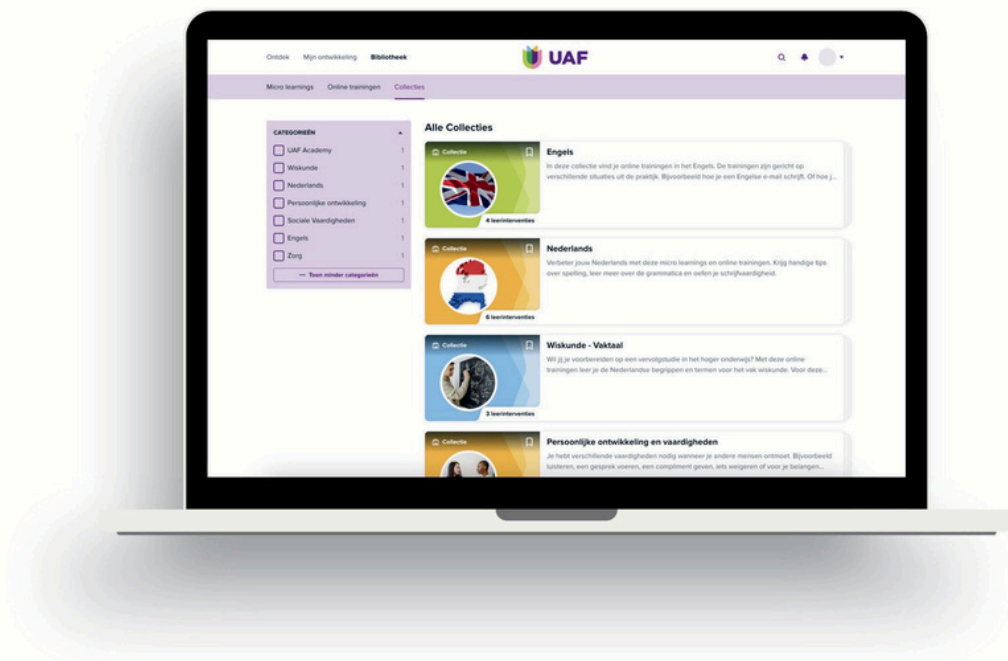 Ontdek Mijn ontwikkeling Bibliotheek
UAF
Micro learnings Online trainingen Collecties
CATEGORIEËN
UAF Academy 1
Wiskunde 1
Nederlands 1
Persoonlijke ontwikkeling 1
Sociale Vaardigheden 1
Engels 1
Zorg 1
— Toon minder categorieën
Alle Collecties
Collectie
4 leerinterventies
Engels
In deze collectie vind je online trainingen in het Engels. De trainingen zijn gericht op
verschillende situaties uit de praktijk. Bijvoorbeeld hoe je een Engelse e-mail schrijft. Of hoe j...
Collectie
6 leerinterventies
Nederlands
Verbeter jouw Nederlands met deze micro learnings en online trainingen. Krijg handige tips
over spelling, leer meer over de grammatica en oefen je schrijfvaardigheid.
Collectie
3 leerinterventies
Wiskunde - Vaktaal
Wil jij je voorbereiden op een vervolgstudie in het hoger onderwijs? Met deze online
trainingen leer je de Nederlandse begrippen en termen voor het vak wiskunde. Voor deze...
Collectie
Persoonlijke ontwikkeling en vaardigheden
Je hebt verschillende vaardigheden nodig wanneer je andere mensen ontmoet. Bijvoorbeeld
luisteren, een gesprek voeren, een compliment geven, iets weigeren of voor je belangen...